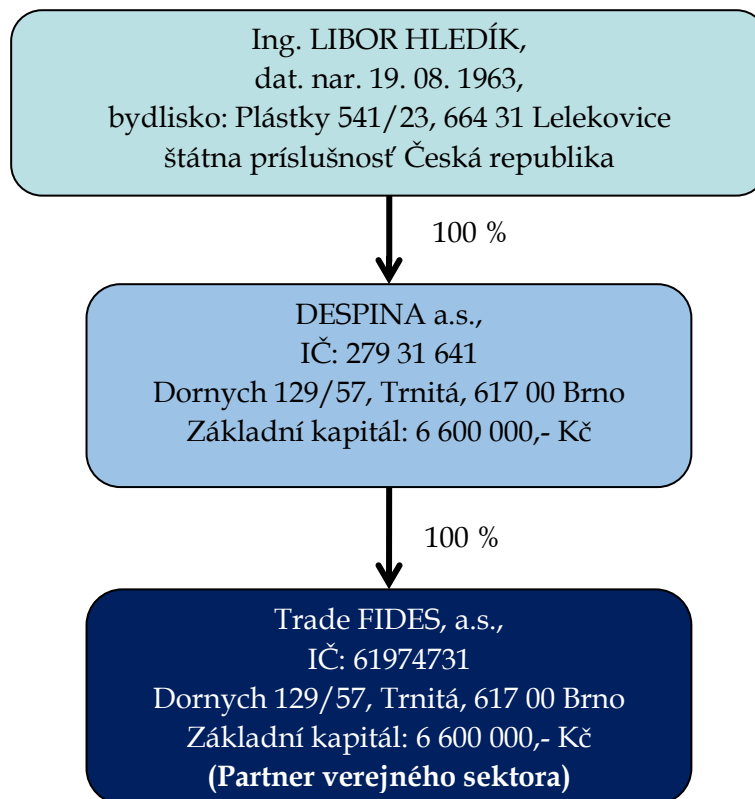 Ing. LIBOR HLEDÍK,
dat. nar. 19. 08. 1963,
bydlisko: Plástky 541/23, 664 31 Lelekovice
štátna príslušnosť Česká republika
100 %
DESPINA a.s.,
IČ: 279 31 641
Dornych 129/57, Trnitá, 617 00 Brno
Základní kapitál: 6 600 000,- Kč
100 %
Trade FIDES, a.s.,
IČ: 61974731
Dornych 129/57, Trnitá, 617 00 Brno
Základní kapitál: 6 600 000,- Kč
(Partner verejného sektora)